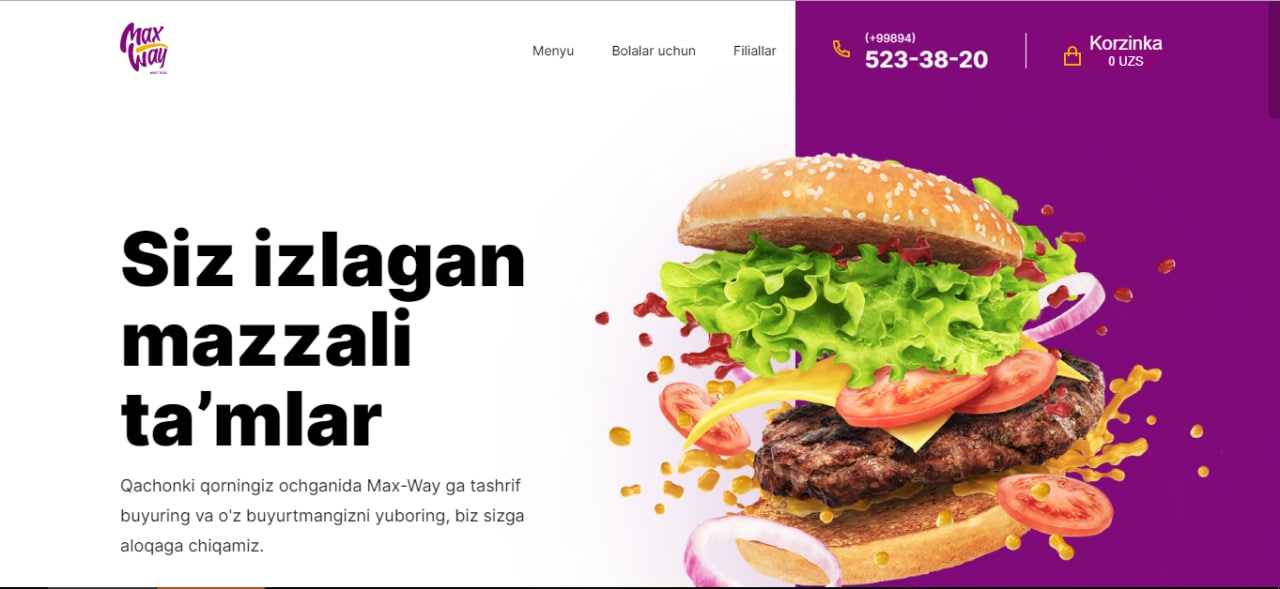 Max
Way
Menyu
Bolalar uchun
Filiallar
(+99894)
523-38-20
Korzinka
0 UZS
Siz izlagan
mazzali
ta’mlar
Qachonki qorningiz ochganida Max-Way ga tashrif
buyuring va o'z buyurtmangizni yuboring, biz sizga
aloqaga chiqamiz.